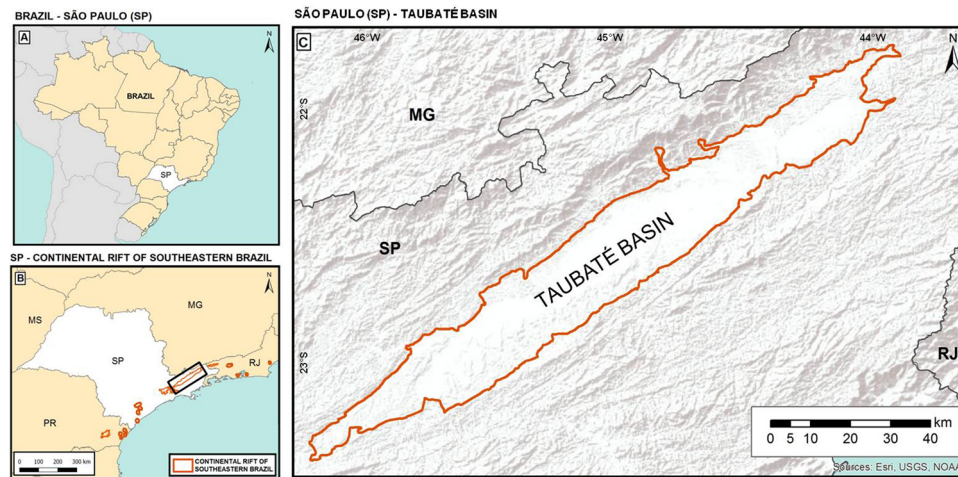 BRAZIL - SÃO PAULO (SP)
A
N
BRAZIL
SP
SP - CONTINENTAL RIFT OF SOUTHEASTERN BRAZIL
B
N
MG
MS
SP
RJ
PR
0 100 200 300 km
CONTINENTAL RIFT OF
SOUTHEASTERN BRAZIL
SÃO PAULO (SP) - TAUBATÉ BASIN
C
46°W
45°W
44°W
N
22°S
MG
SP
TAUBATÉ BASIN
23°S
RJ
km
0 5 10 20 30 40
Sources: Esri, USGS, NOAA